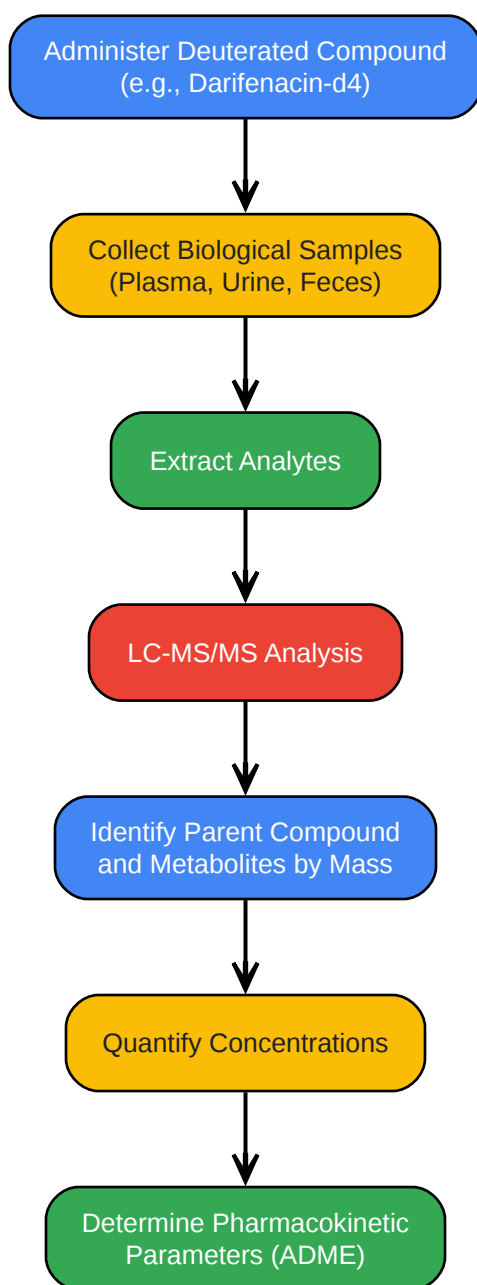 Administer Deuterated Compound
(e.g., Darifenacin-d4)
Collect Biological Samples
(Plasma, Urine, Feces)
Extract Analytes
LC-MS/MS Analysis
Identify Parent Compound
and Metabolites by Mass
Quantify Concentrations
Determine Pharmacokinetic
Parameters (ADME)